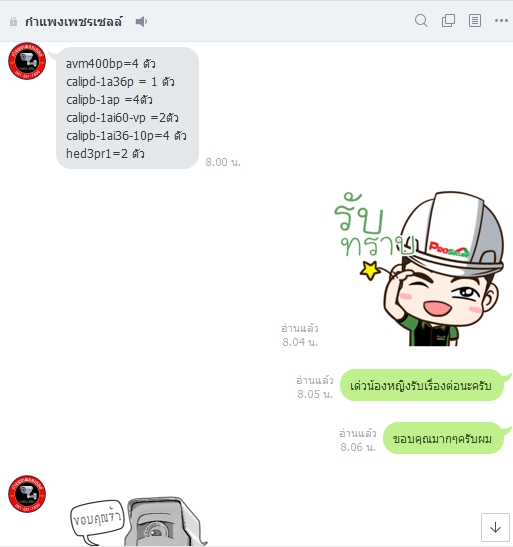 กำแพงเพชรเซลล์
avm400bp=4 ตัว
calipd-1a36p = 1 ตัว
calipb-1ap =4ตัว
calipd-1ai60-vp =2ตัว
calipb-1ai36-10p=4 ตัว
hed3pr1=2 ตัว
8.00 น.
รับ
ทราบ
PROSECURE
อ่านแล้ว
8.04 น.
อ่านแล้ว
8.05 น.
เด่วน้องหญิงรับเรื่องต่อนะครับ
อ่านแล้ว
8.06 น.
ขอบคุณมากๆครับผม
ขอบคุณจ้า